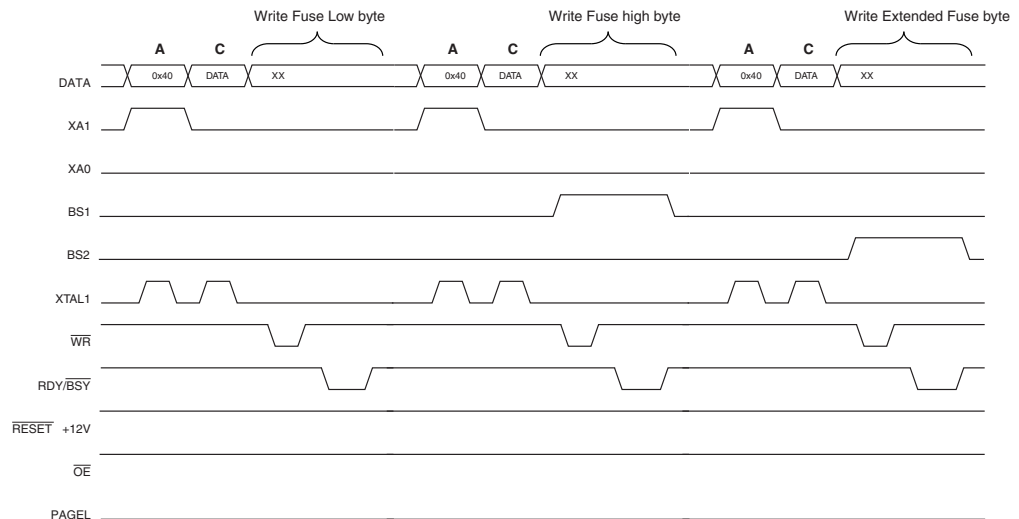 Write Fuse Low byte Write Fuse high byte Write Extended Fuse byte
A C A C A C
DATA 0x40 DATA XX 0x40 DATA XX 0x40 DATA XX
XA1
XA0
BS1
BS2
XTAL1
WR
RDY/BSY
RESET +12V
OE
PAGEL